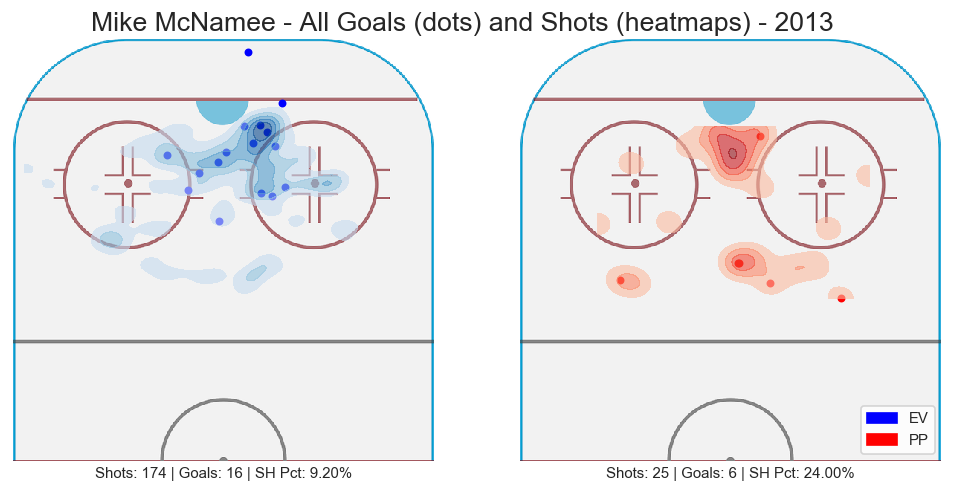 Mike McNamee - All Goals (dots) and Shots (heatmaps) - 2013
EV
PP
Shots: 174 | Goals: 16 | SH Pct: 9.20%
Shots: 25 | Goals: 6 | SH Pct: 24.00%